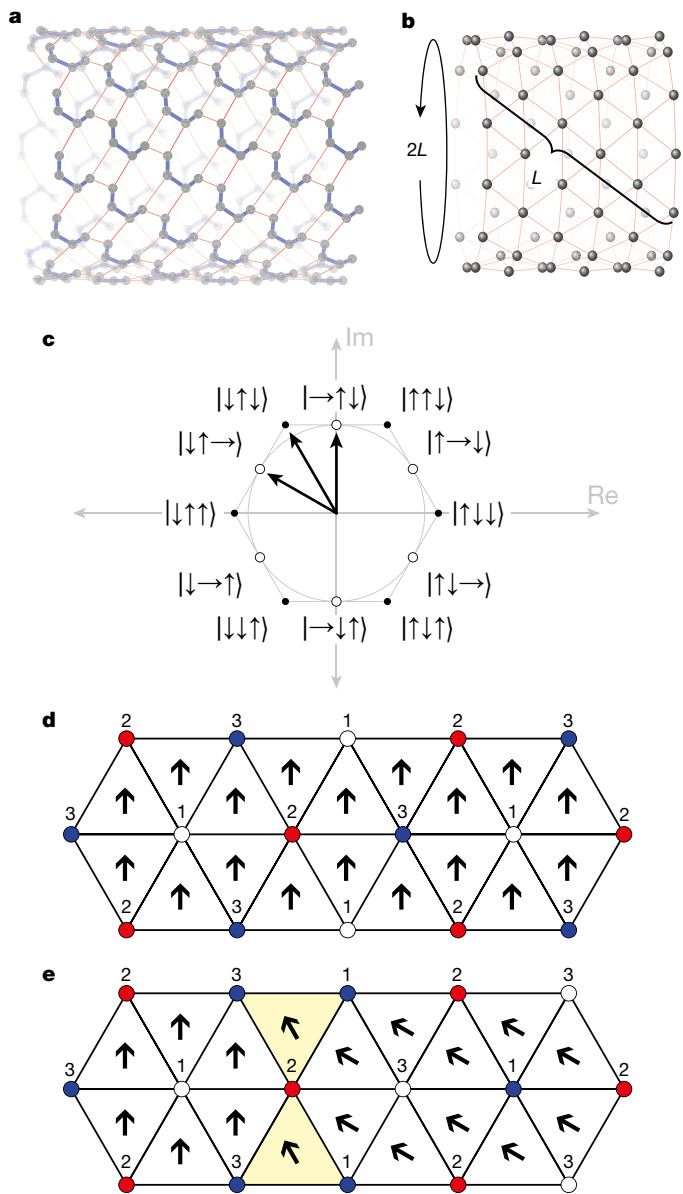 a
b
2L
L
c
Im
|↓↑↓⟩ |→↑↓⟩ |↑↑↓⟩
|↓↑→⟩ |↑→↓⟩
Re
|↓↑↑⟩ |↑↓↓⟩
|↓→↑⟩ |↑↓→⟩
|↓↓↑⟩ |→↓↑⟩ |↑↓↑⟩
d
2 3 1 2 3
3 1 2 3 1 2
2 3 1 2 3
e
2 3 1 2 3
3 1 2 3 1 2
2 3 1 2 3